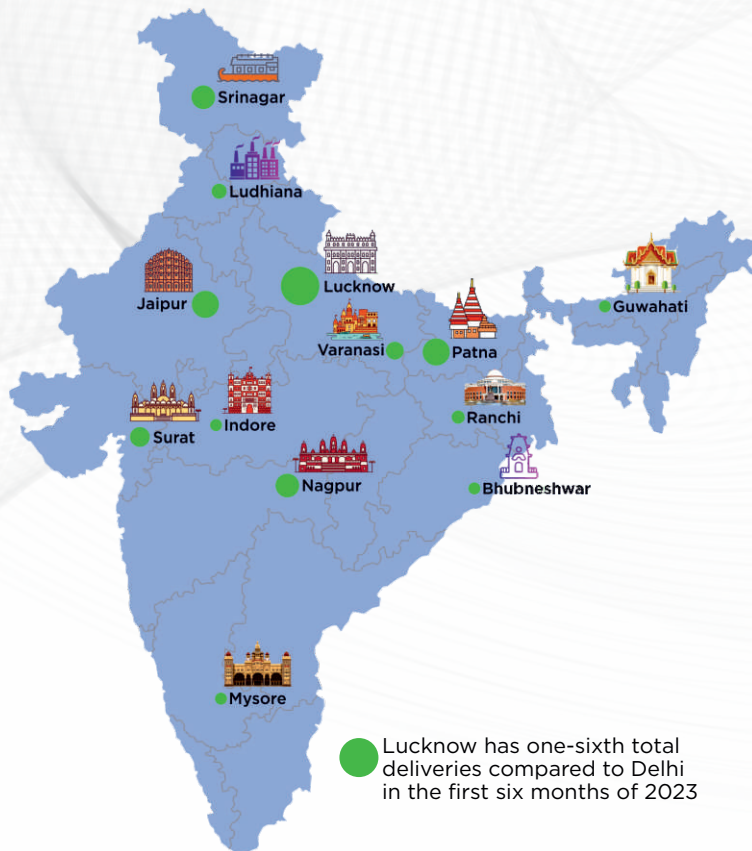 Srinagar
Ludhiana
Lucknow
Jaipur
Guwahati
Varanasi
Patna
Ranchi
Indore
Surat
Nagpur
Bhubneshwar
Mysore
Lucknow has one-sixth total
deliveries compared to Delhi
in the first six months of 2023